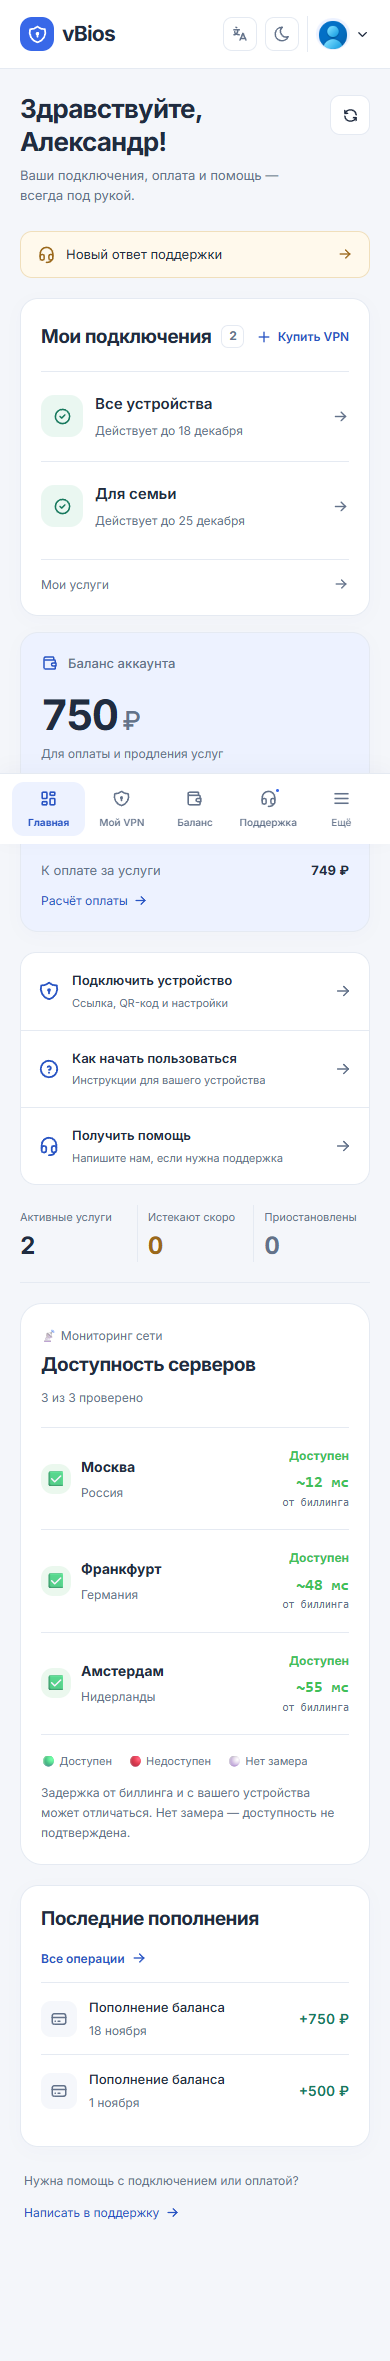 vBios
Здравствуйте,
Александр!
Ваши подключения, оплата и помощь —
всегда под рукой.
Новый ответ поддержки
Мои подключения 2 + Купить VPN
Все устройства
Действует до 18 декабря
Для семьи
Действует до 25 декабря
Мои услуги
Баланс аккаунта
750 ₽
Для оплаты и продления услуг
Главная Мой VPN Баланс Поддержка Ещё
К оплате за услуги 749 ₽
Расчёт оплаты
Подключить устройство
Ссылка, QR-код и настройки
Как начать пользоваться
Инструкции для вашего устройства
Получить помощь
Напишите нам, если нужна поддержка
Активные услуги Истекают скоро Приостановлены
2 0 0
Мониторинг сети
Доступность серверов
3 из 3 проверено
Москва
Россия
Доступен
~12 мс
от биллинга
Франкфурт
Германия
Доступен
~48 мс
от биллинга
Амстердам
Нидерланды
Доступен
~55 мс
от биллинга
Доступен Недоступен Нет замера
Задержка от биллинга и с вашего устройства
может отличаться. Нет замера — доступность не
подтверждена.
Последние пополнения
Все операции
Пополнение баланса
18 ноября
+750 ₽
Пополнение баланса
1 ноября
+500 ₽
Нужна помощь с подключением или оплатой?
Написать в поддержку